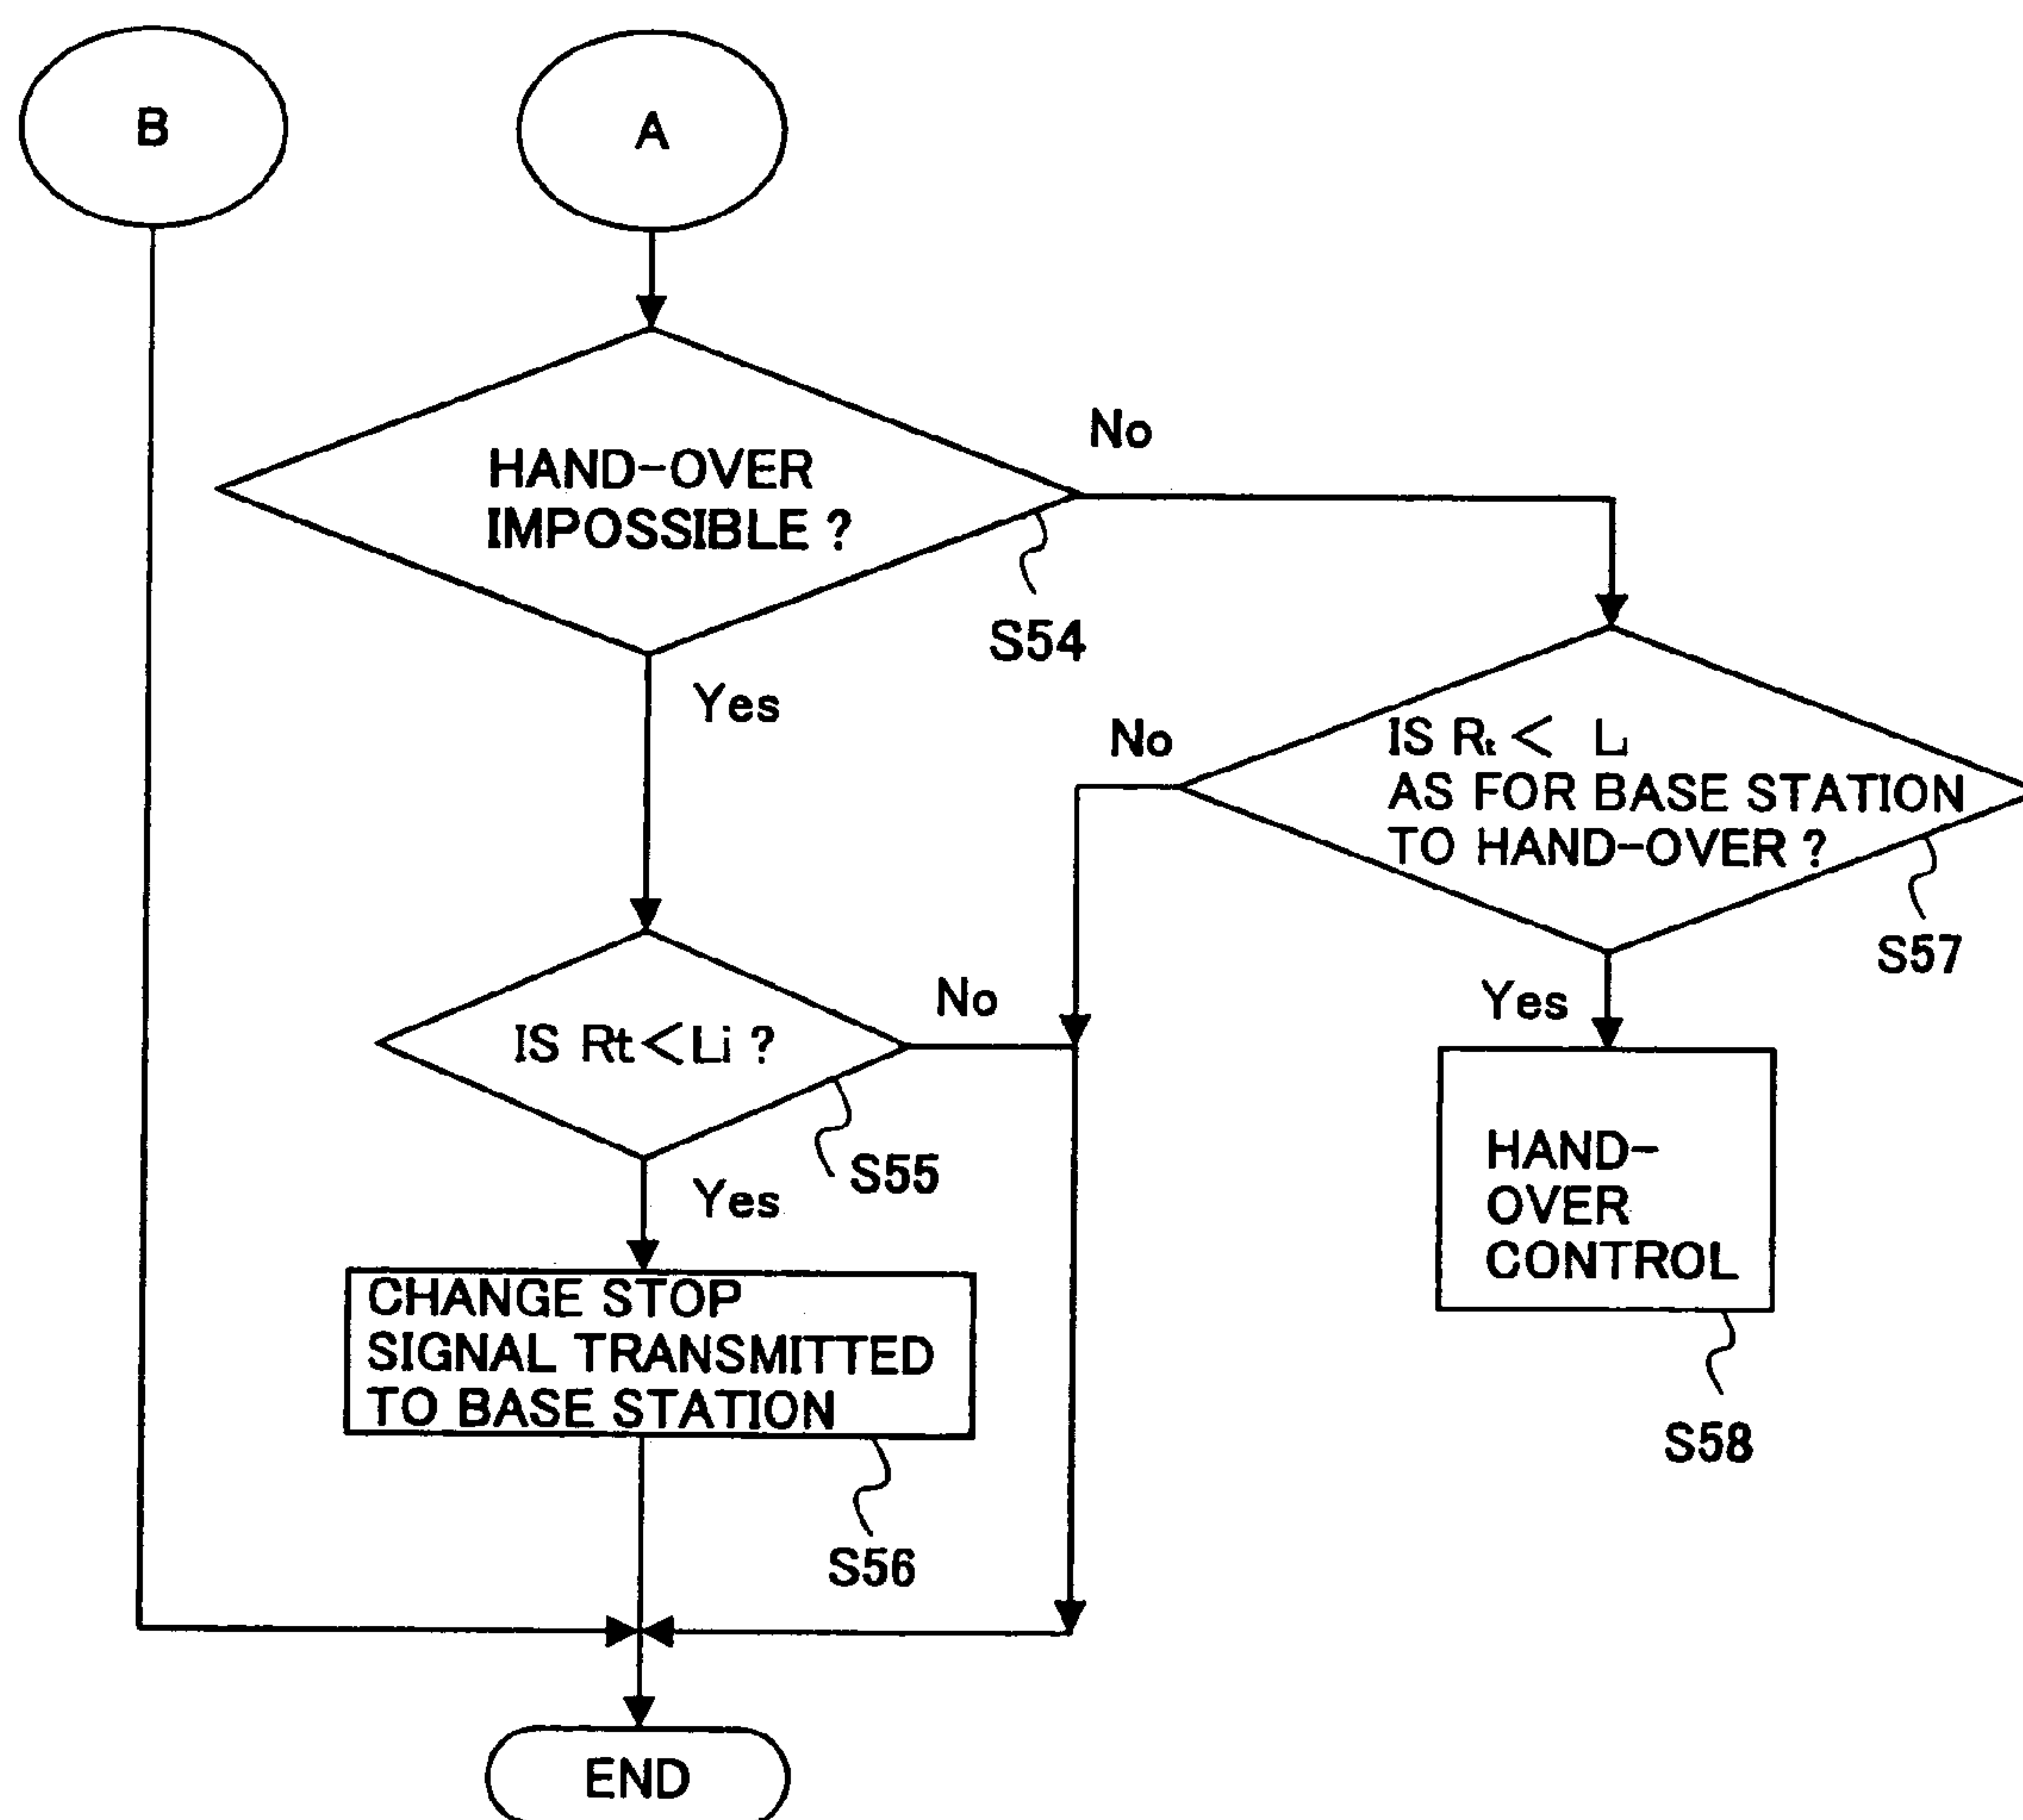 B
A
HAND-OVER
IMPOSSIBLE ?
No
S54
Yes
IS Rt < Li
AS FOR BASE STATION
TO HAND-OVER ?
No
S57
Yes
IS Rt<Li ?
No
S55
Yes
HAND-
OVER
CONTROL
S58
CHANGE STOP
SIGNAL TRANSMITTED
TO BASE STATION
S56
END